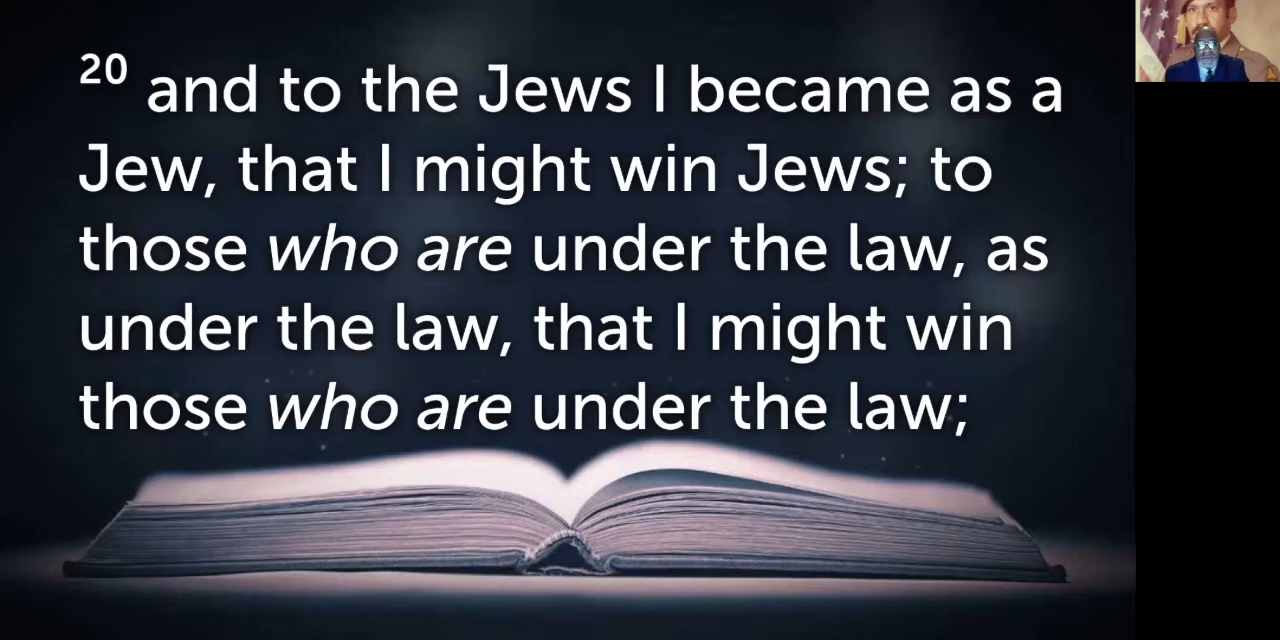 20 and to the Jews I became as a
Jew, that I might win Jews; to
those who are under the law, as
under the law, that I might win
those who are under the law;